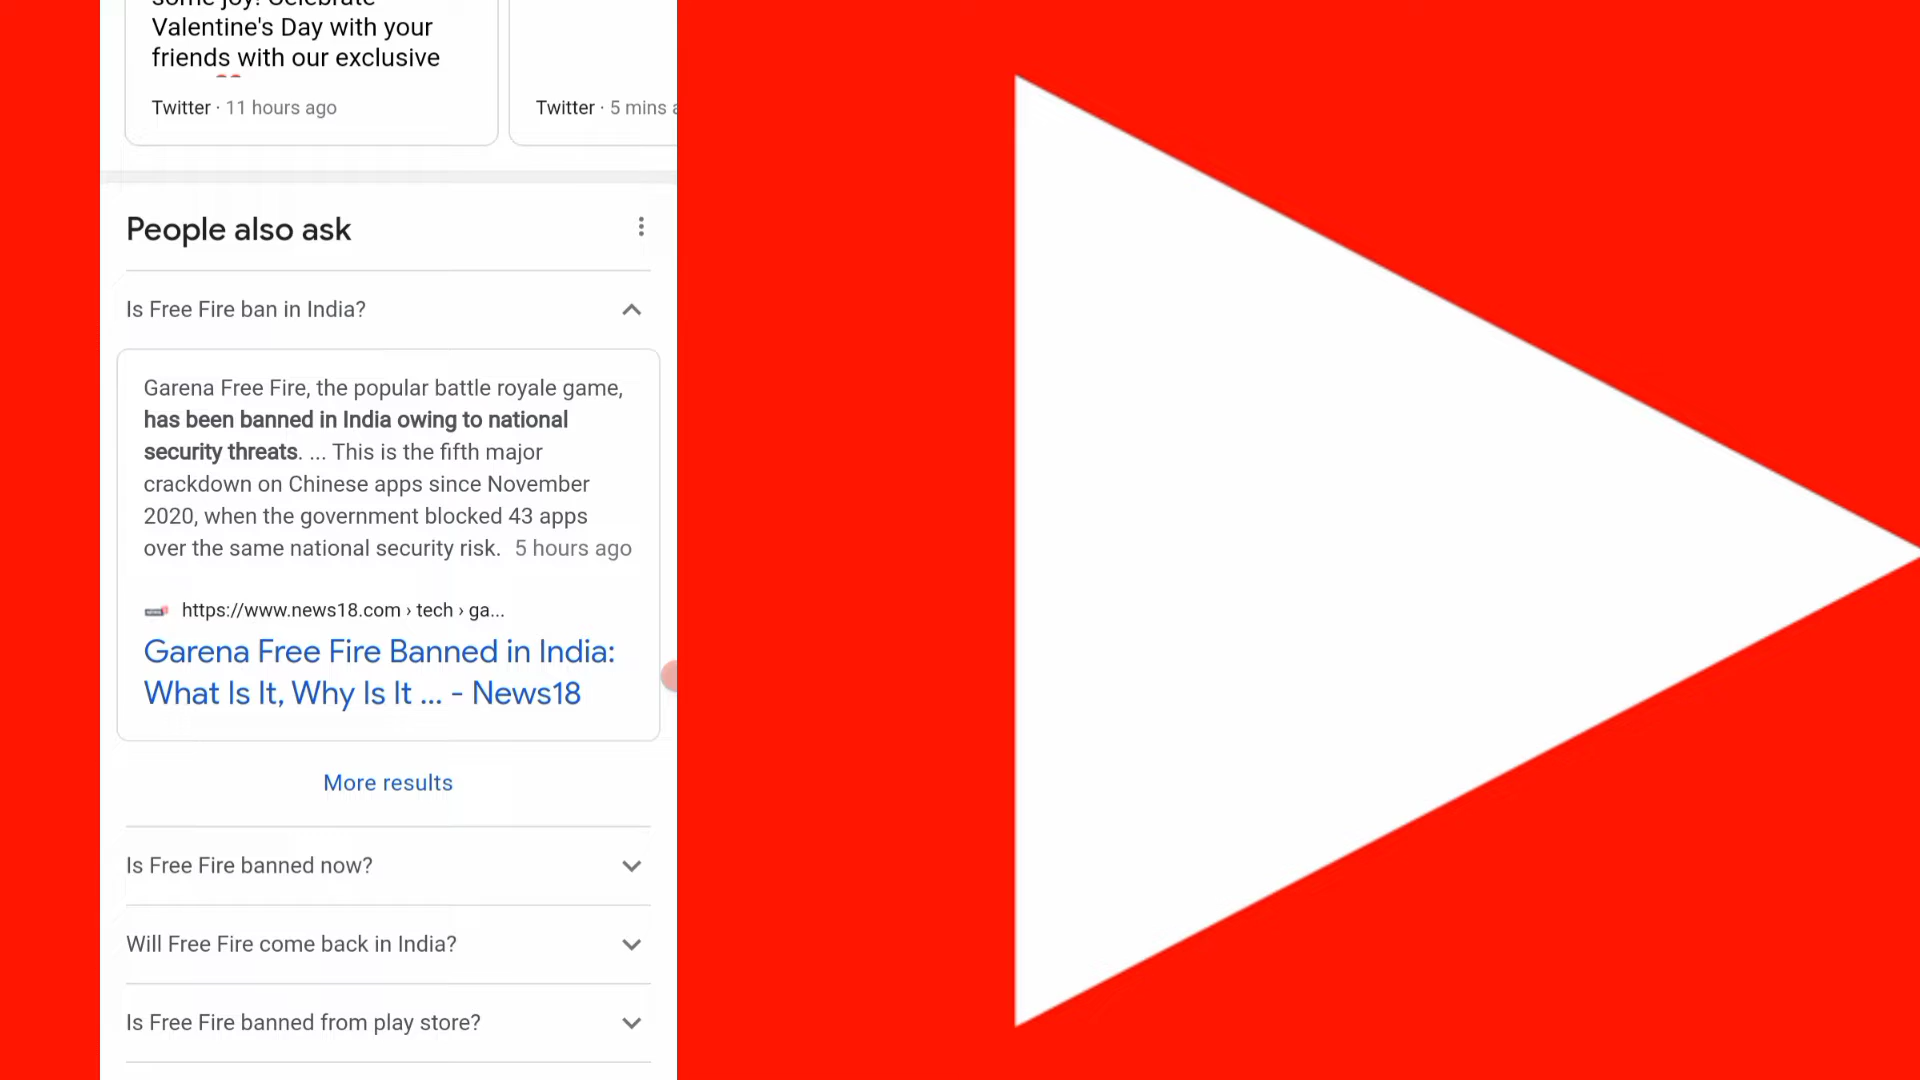 some joy! Celebrate
Valentine's Day with your
friends with our exclusive
Twitter · 11 hours ago
Twitter · 5 mins a
People also ask
Is Free Fire ban in India?
Garena Free Fire, the popular battle royale game,
has been banned in India owing to national
security threats. ... This is the fifth major
crackdown on Chinese apps since November
2020, when the government blocked 43 apps
over the same national security risk. 5 hours ago
https://www.news18.com › tech › ga...
Garena Free Fire Banned in India:
What Is It, Why Is It ... - News18
More results
Is Free Fire banned now?
Will Free Fire come back in India?
Is Free Fire banned from play store?